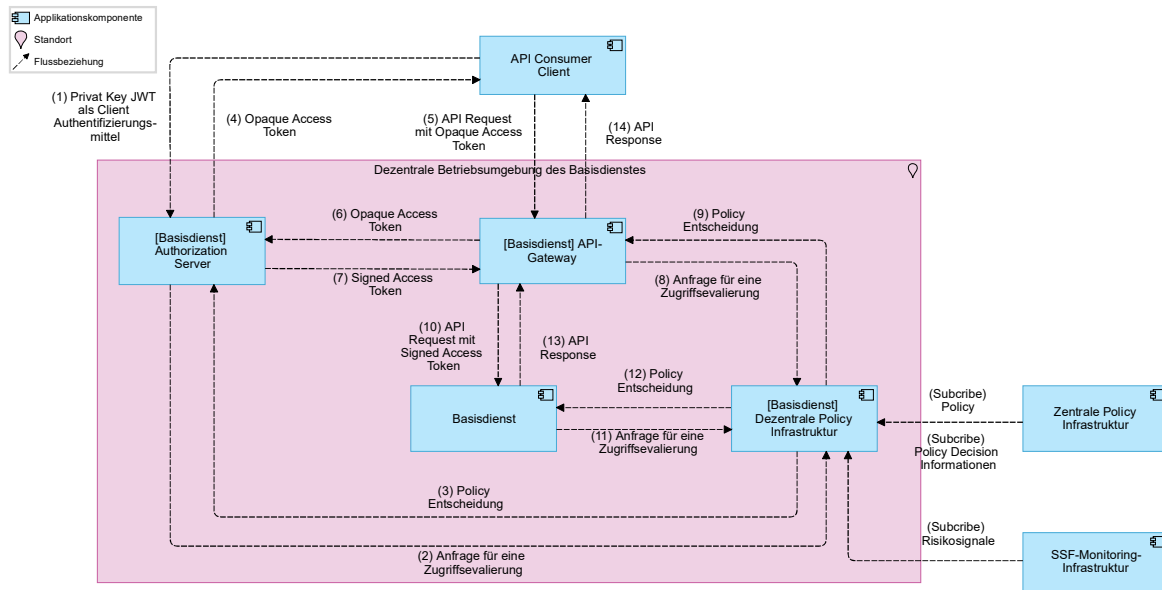 Applikationskomponente
Standort
Flussbeziehung
API Consumer
Client
(1) Privat Key JWT
als Client
Authentifizierungs-
mittel
(4) Opaque Access
Token
(5) API Request
mit Opaque Access
Token
(14) API
Response
Dezentrale Betriebsumgebung des Basisdienstes
[Basisdienst]
Authorization
Server
(6) Opaque Access
Token
(7) Signed Access
Token
[Basisdienst] API-
Gateway
(9) Policy
Entscheidung
(8) Anfrage für eine
Zugriffsevalierung
(10) API
Request mit
Signed Access
Token
(13) API
Response
(12) Policy
Entscheidung
Basisdienst
(11) Anfrage für eine
Zugriffsevalierung
[Basisdienst]
Dezentrale Policy
Infrastruktur
(Subcribe)
Policy
(Subcribe)
Policy Decision
Informationen
Zentrale Policy
Infrastruktur
(3) Policy
Entscheidung
(2) Anfrage für eine
Zugriffsevalierung
(Subcribe)
Risikosignale
SSF-Monitoring-
Infrastruktur